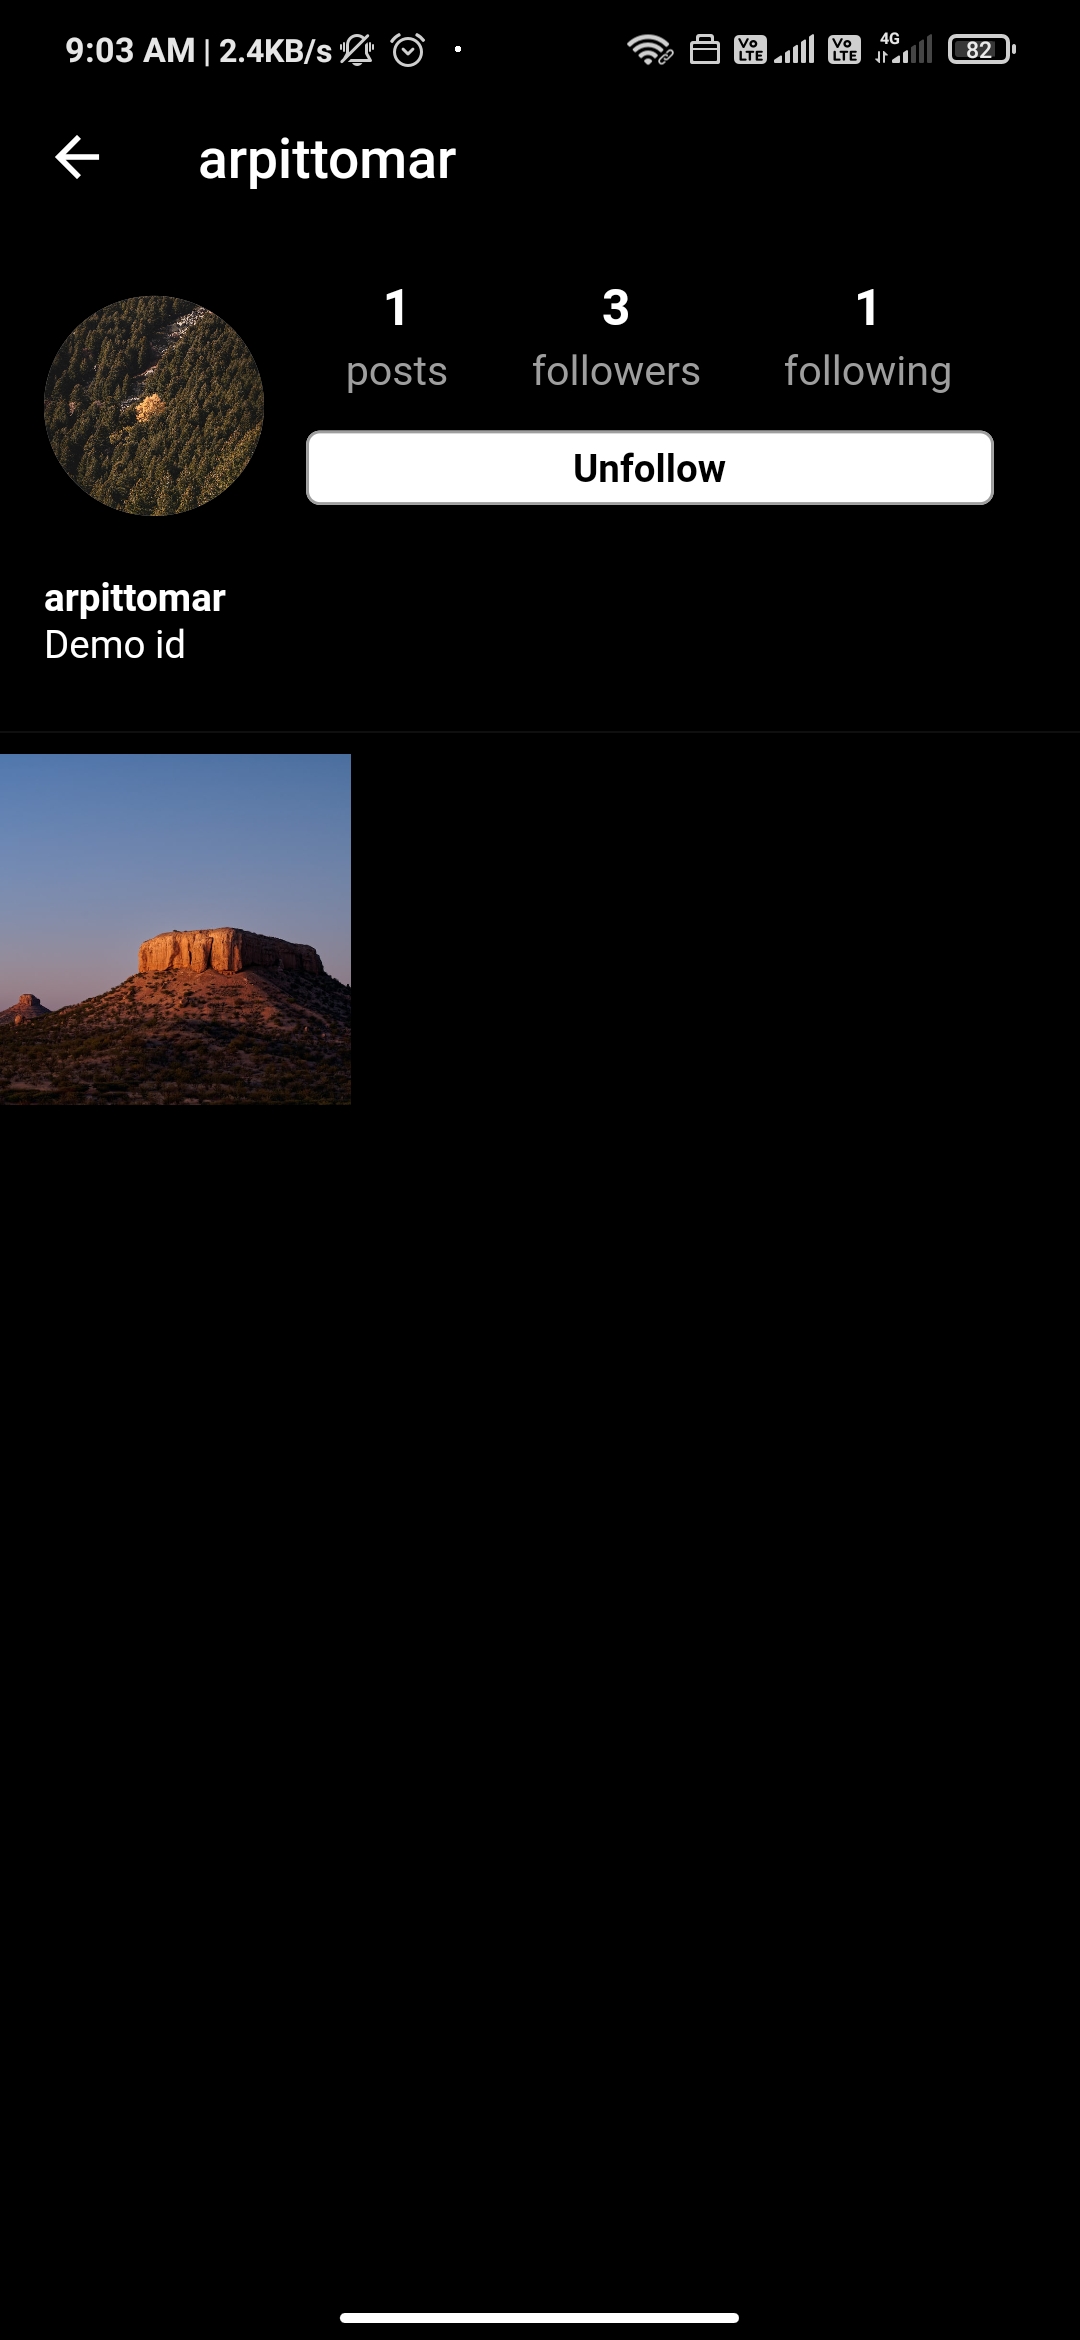 9:03 AM | 2.4KB/s Vo LTE Vo LTE 4G 82
arpittomar
1 3 1
posts followers following
Unfollow
arpittomar
Demo id